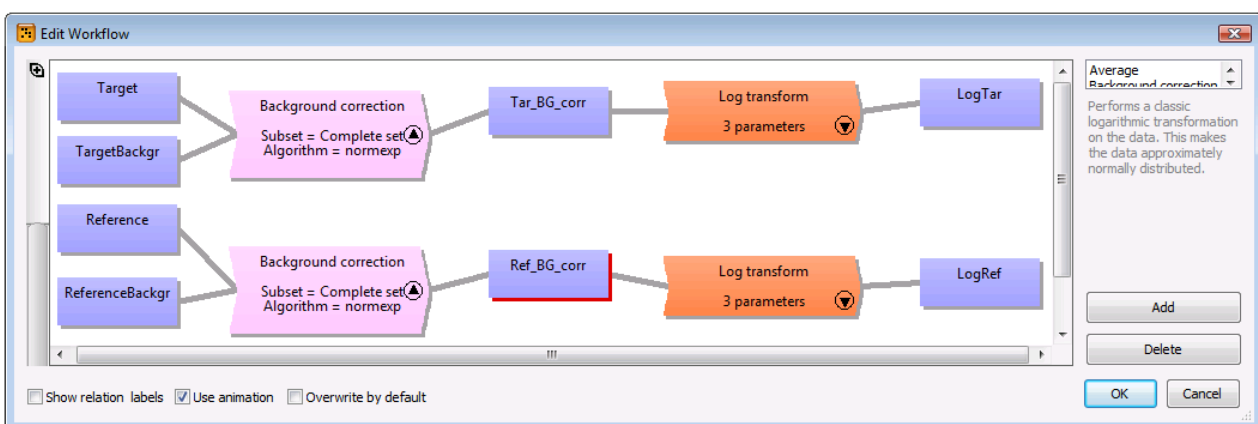 Edit Workflow
Target
TargetBackgr
Background correction
Subset = Complete set
Algorithm = normexp
Tar_BG_corr
Log transform
3 parameters
LogTar
Reference
ReferenceBackgr
Background correction
Subset = Complete set
Algorithm = normexp
Ref_BG_corr
Log transform
3 parameters
LogRef
Average
Background correction
Performs a classic
logarithmic transformation
on the data. This makes
the data approximately
normally distributed.
Add
Delete
Show relation labels Use animation Overwrite by default
OK Cancel